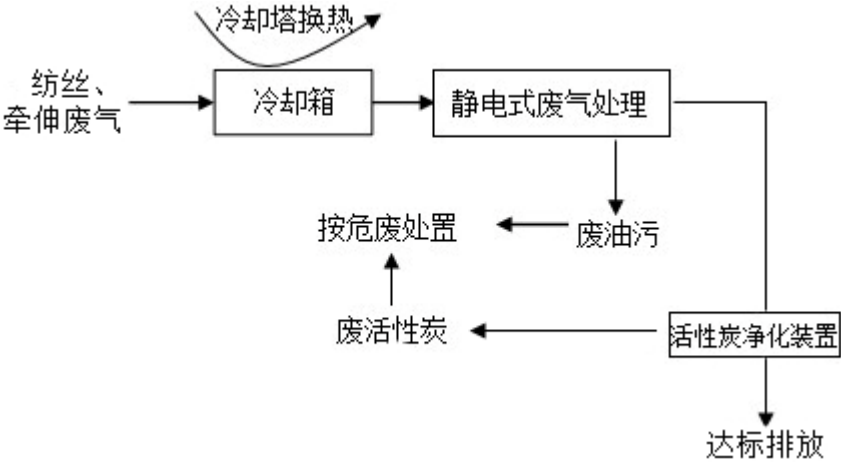 冷却塔换热
纺丝、
牵伸废气
冷却箱
静电式废气处理
按危废处置
废油污
废活性炭
活性炭净化装置
达标排放